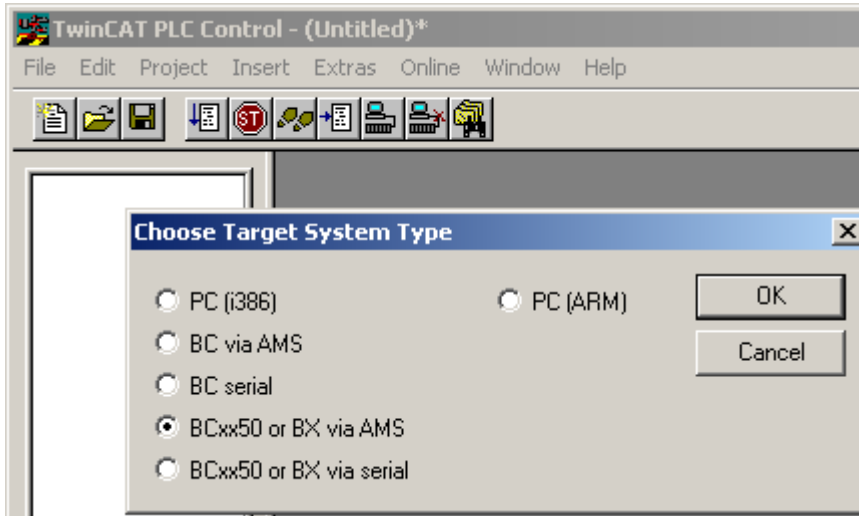 TwinCAT PLC Control - (Untitled)*
File Edit Project Insert Extras Online Window Help
ST
Choose Target System Type
PC (i386)
PC (ARM)
OK
BC via AMS
Cancel
BC serial
BCxx50 or BX via AMS
BCxx50 or BX via serial